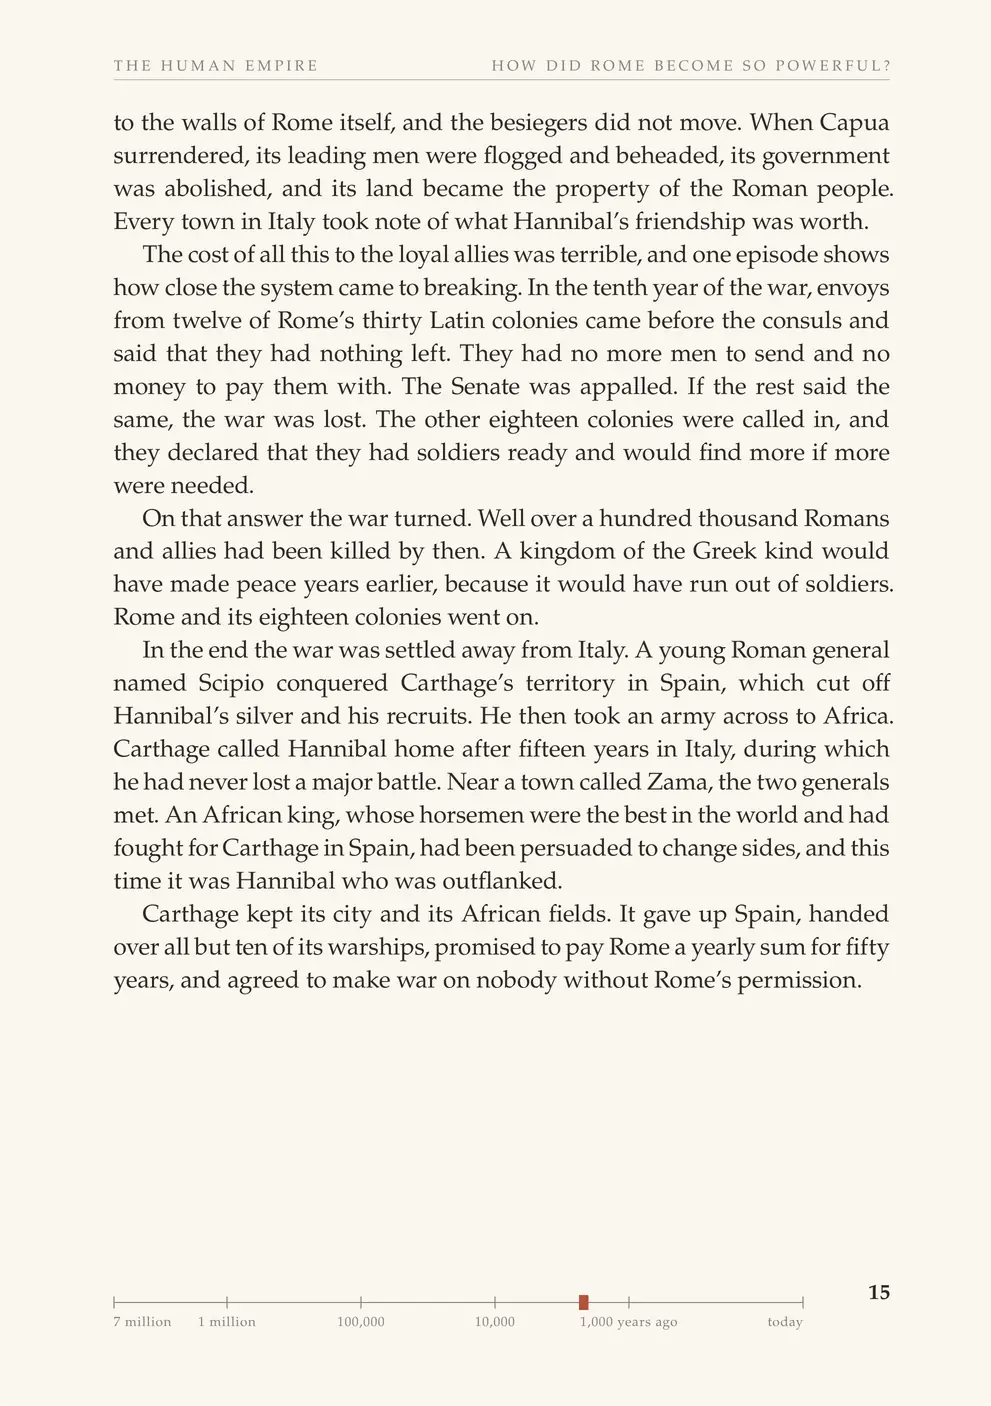 THE HUMAN EMPIRE
HOW DID ROME BECOME SO POWERFUL?
to the walls of Rome itself, and the besiegers did not move. When Capua
surrendered, its leading men were flogged and beheaded, its government
was abolished, and its land became the property of the Roman people.
Every town in Italy took note of what Hannibal’s friendship was worth.
The cost of all this to the loyal allies was terrible, and one episode shows
how close the system came to breaking. In the tenth year of the war, envoys
from twelve of Rome’s thirty Latin colonies came before the consuls and
said that they had nothing left. They had no more men to send and no
money to pay them with. The Senate was appalled. If the rest said the
same, the war was lost. The other eighteen colonies were called in, and
they declared that they had soldiers ready and would find more if more
were needed.
On that answer the war turned. Well over a hundred thousand Romans
and allies had been killed by then. A kingdom of the Greek kind would
have made peace years earlier, because it would have run out of soldiers.
Rome and its eighteen colonies went on.
In the end the war was settled away from Italy. A young Roman general
named Scipio conquered Carthage’s territory in Spain, which cut off
Hannibal’s silver and his recruits. He then took an army across to Africa.
Carthage called Hannibal home after fifteen years in Italy, during which
he had never lost a major battle. Near a town called Zama, the two generals
met. An African king, whose horsemen were the best in the world and had
fought for Carthage in Spain, had been persuaded to change sides, and this
time it was Hannibal who was outflanked.
Carthage kept its city and its African fields. It gave up Spain, handed
over all but ten of its warships, promised to pay Rome a yearly sum for fifty
years, and agreed to make war on nobody without Rome’s permission.
15
7 million 1 million 100,000 10,000 1,000 years ago today